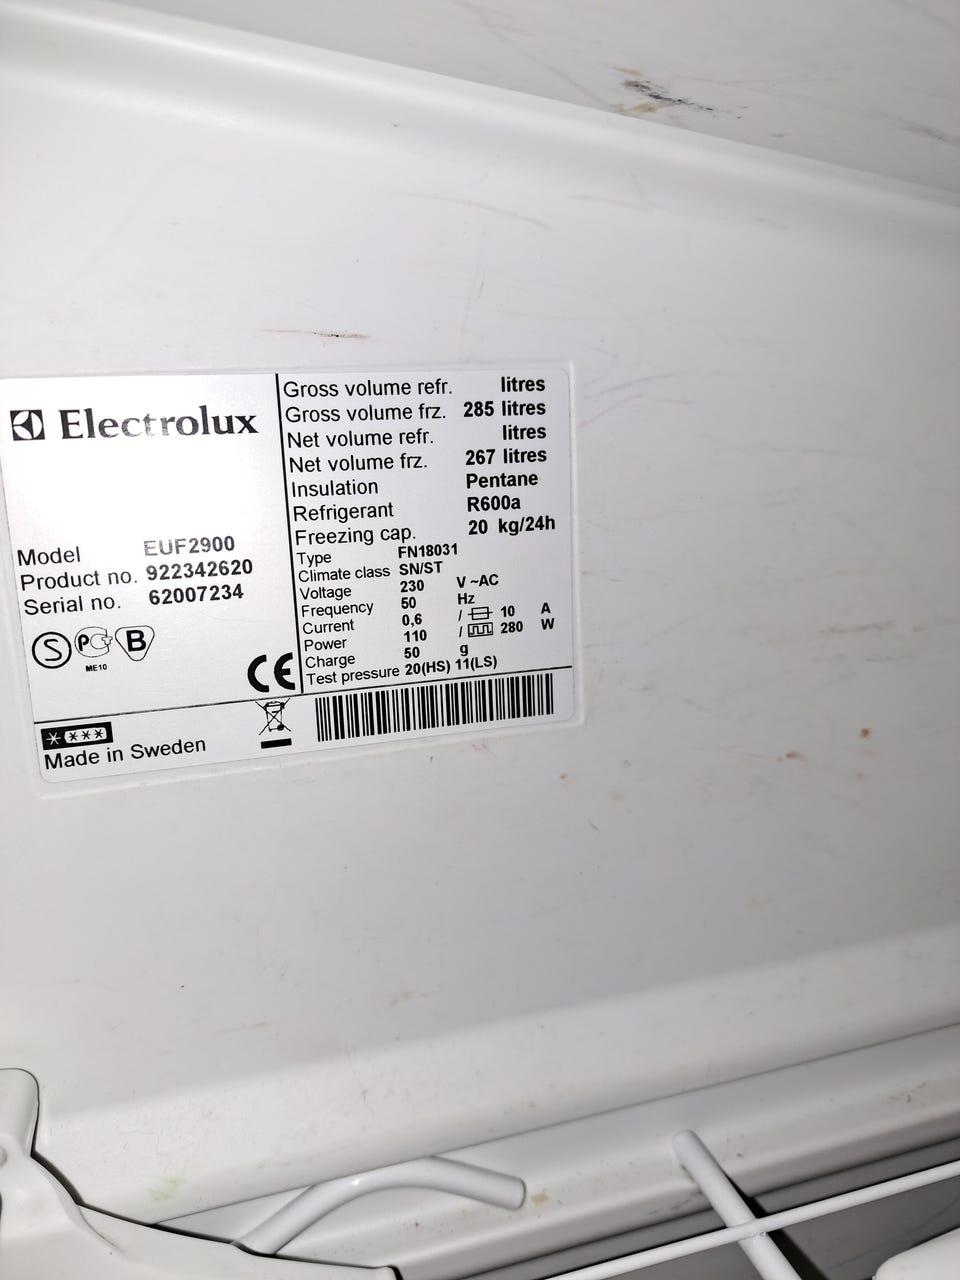 Electrolux
Model EUF2900
Product no. 922342620
Serial no. 62007234
S PCT B
ME10
CE
Gross volume refr. litres
Gross volume frz. 285 litres
Net volume refr. litres
Net volume frz. 267 litres
Insulation Pentane
Refrigerant R600a
Freezing cap. 20 kg/24h
Type FN18031
Climate class SN/ST
Voltage 230 V ~AC
Frequency 50 Hz
Current 0,6 / 10 A
Power 110 / 280 W
Charge 50 g
Test pressure 20(HS) 11(LS)
Made in Sweden